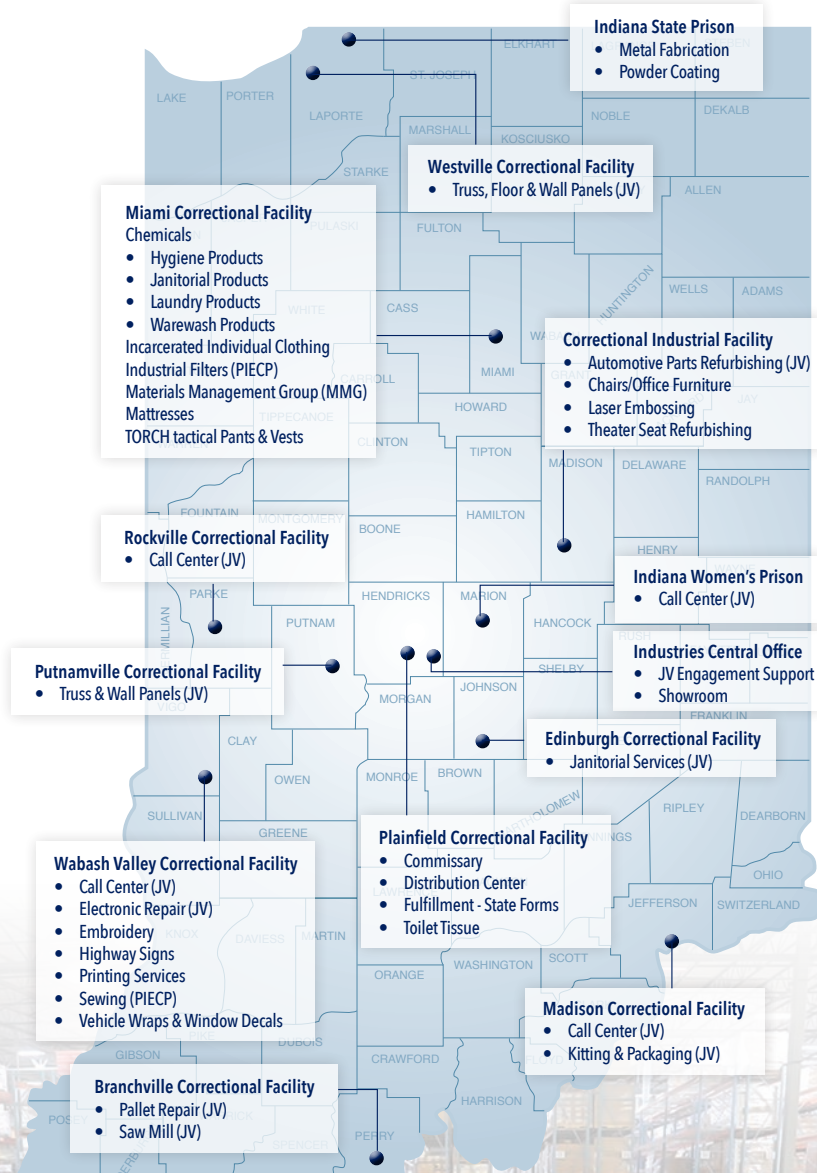 Indiana State Prison
• Metal Fabrication
• Powder Coating
ELKHART
ST. JOSEPH
LAKE
PORTER
LAPORTE
NOBLE
DEKALB
MARSHALL
KOSCIUSKO
STARKE
Westville Correctional Facility
• Truss, Floor & Wall Panels (JV)
ALLEN
Miami Correctional Facility
Chemicals
• Hygiene Products
• Janitorial Products
• Laundry Products
• Warewash Products
Incarcerated Individual Clothing
Industrial Filters (PIECP)
Materials Management Group (MMG)
Mattresses
TORCH tactical Pants & Vests
PULASKI
FULTON
WHITE
CASS
HUNTINGTON
WELLS
ADAMS
MIAMI
CARROLL
Correctional Industrial Facility
• Automotive Parts Refurbishing (JV)
• Chairs/Office Furniture
• Laser Embossing
• Theater Seat Refurbishing
GRANT
JAY
HOWARD
TIPPECANOE
CLINTON
TIPTON
MADISON
DELAWARE
RANDOLPH
FOUNTAIN
MONTGOMERY
BOONE
HAMILTON
HENRY
WAYNE
Rockville Correctional Facility
• Call Center (JV)
Indiana Women's Prison
• Call Center (JV)
PARKE
HENDRICKS
MARION
PUTNAM
HANCOCK
RUSH
Industries Central Office
• JV Engagement Support
• Showroom
Putnamville Correctional Facility
• Truss & Wall Panels (JV)
VIGO
SHELBY
MORGAN
JOHNSON
FRANKLIN
CLAY
Edinburgh Correctional Facility
• Janitorial Services (JV)
OWEN
MONROE
BROWN
RIPLEY
DEARBORN
SULLIVAN
GREENE
Plainfield Correctional Facility
• Commissary
• Distribution Center
• Fulfillment - State Forms
• Toilet Tissue
OHIO
Wabash Valley Correctional Facility
• Call Center (JV)
• Electronic Repair (JV)
• Embroidery
• Highway Signs
• Printing Services
• Sewing (PIECP)
• Vehicle Wraps & Window Decals
JEFFERSON
SWITZERLAND
KNOX
DAVIESS
MARTIN
ORANGE
WASHINGTON
SCOTT
Madison Correctional Facility
• Call Center (JV)
• Kitting & Packaging (JV)
PIKE
DUBOIS
GIBSON
CRAWFORD
HARRISON
Branchville Correctional Facility
• Pallet Repair (JV)
• Saw Mill (JV)
SPENCER
PERRY